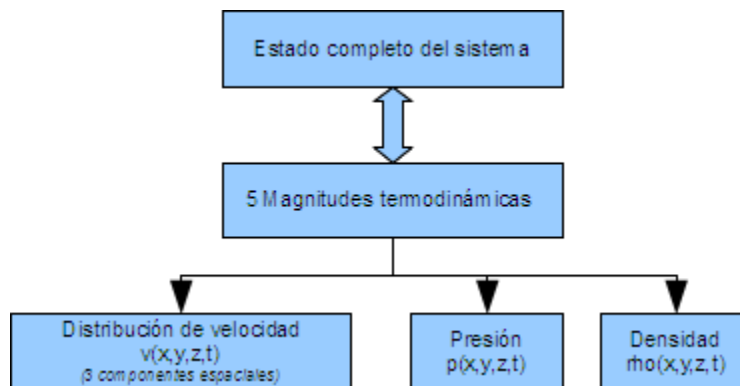 Estado completo del sistema
5 Magnitudes termodinámicas
Distribución de velocidad
v(x,y,z,t)
(3 componentes espaciales)
Presión
p(x,y,z,t)
Densidad
rho(x,y,z,t)